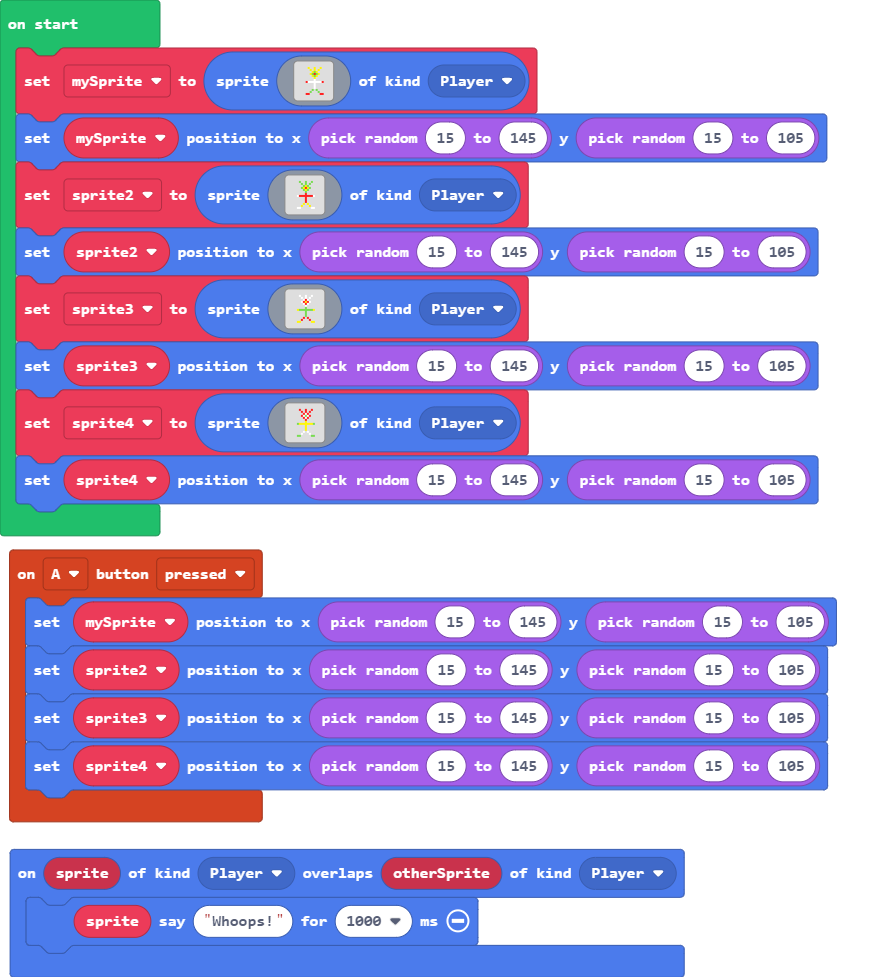 on start
set mySprite to sprite of kind Player
set mySprite position to x pick random 15 to 145 y pick random 15 to 105
set sprite2 to sprite of kind Player
set sprite2 position to x pick random 15 to 145 y pick random 15 to 105
set sprite3 to sprite of kind Player
set sprite3 position to x pick random 15 to 145 y pick random 15 to 105
set sprite4 to sprite of kind Player
set sprite4 position to x pick random 15 to 145 y pick random 15 to 105
on A button pressed
set mySprite position to x pick random 15 to 145 y pick random 15 to 105
set sprite2 position to x pick random 15 to 145 y pick random 15 to 105
set sprite3 position to x pick random 15 to 145 y pick random 15 to 105
set sprite4 position to x pick random 15 to 145 y pick random 15 to 105
on sprite of kind Player overlaps otherSprite of kind Player
sprite say "Whoops!" for 1000 ms